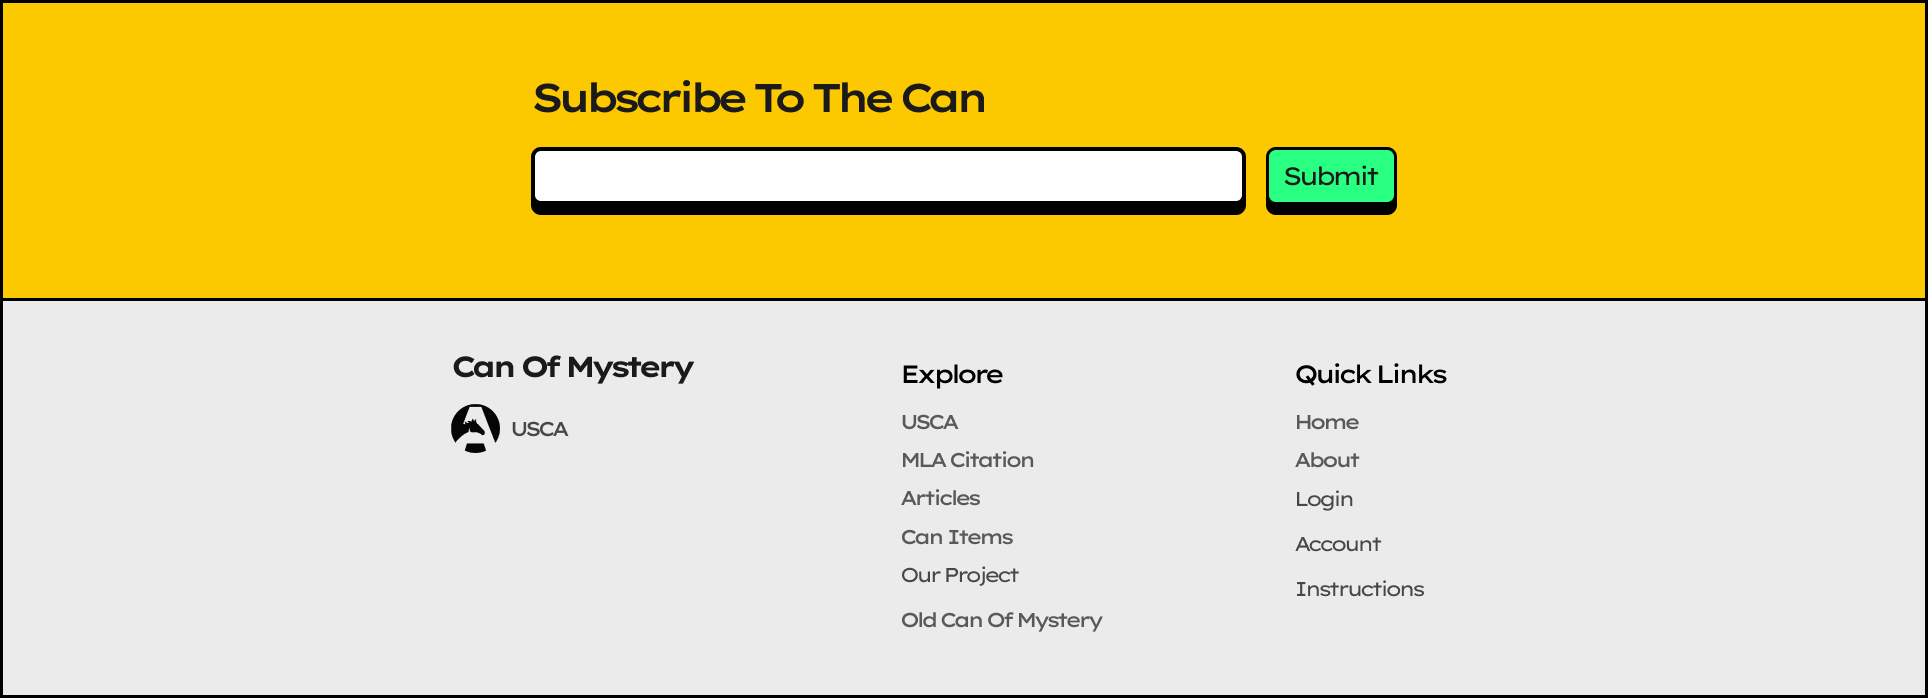 Subscribe To The Can
Submit
Can Of Mystery
USCA
Explore
USCA
MLA Citation
Articles
Can Items
Our Project
Old Can Of Mystery
Quick Links
Home
About
Login
Account
Instructions